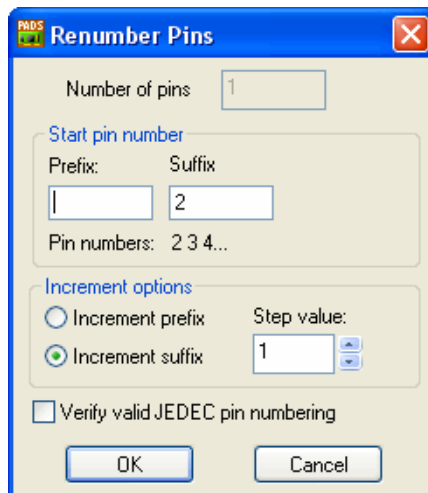 PADS
Renumber Pins
Number of pins 1
Start pin number
Prefix: Suffix
2
Pin numbers: 2 3 4...
Increment options
Increment prefix Step value:
Increment suffix 1
Verify valid JEDEC pin numbering
OK Cancel